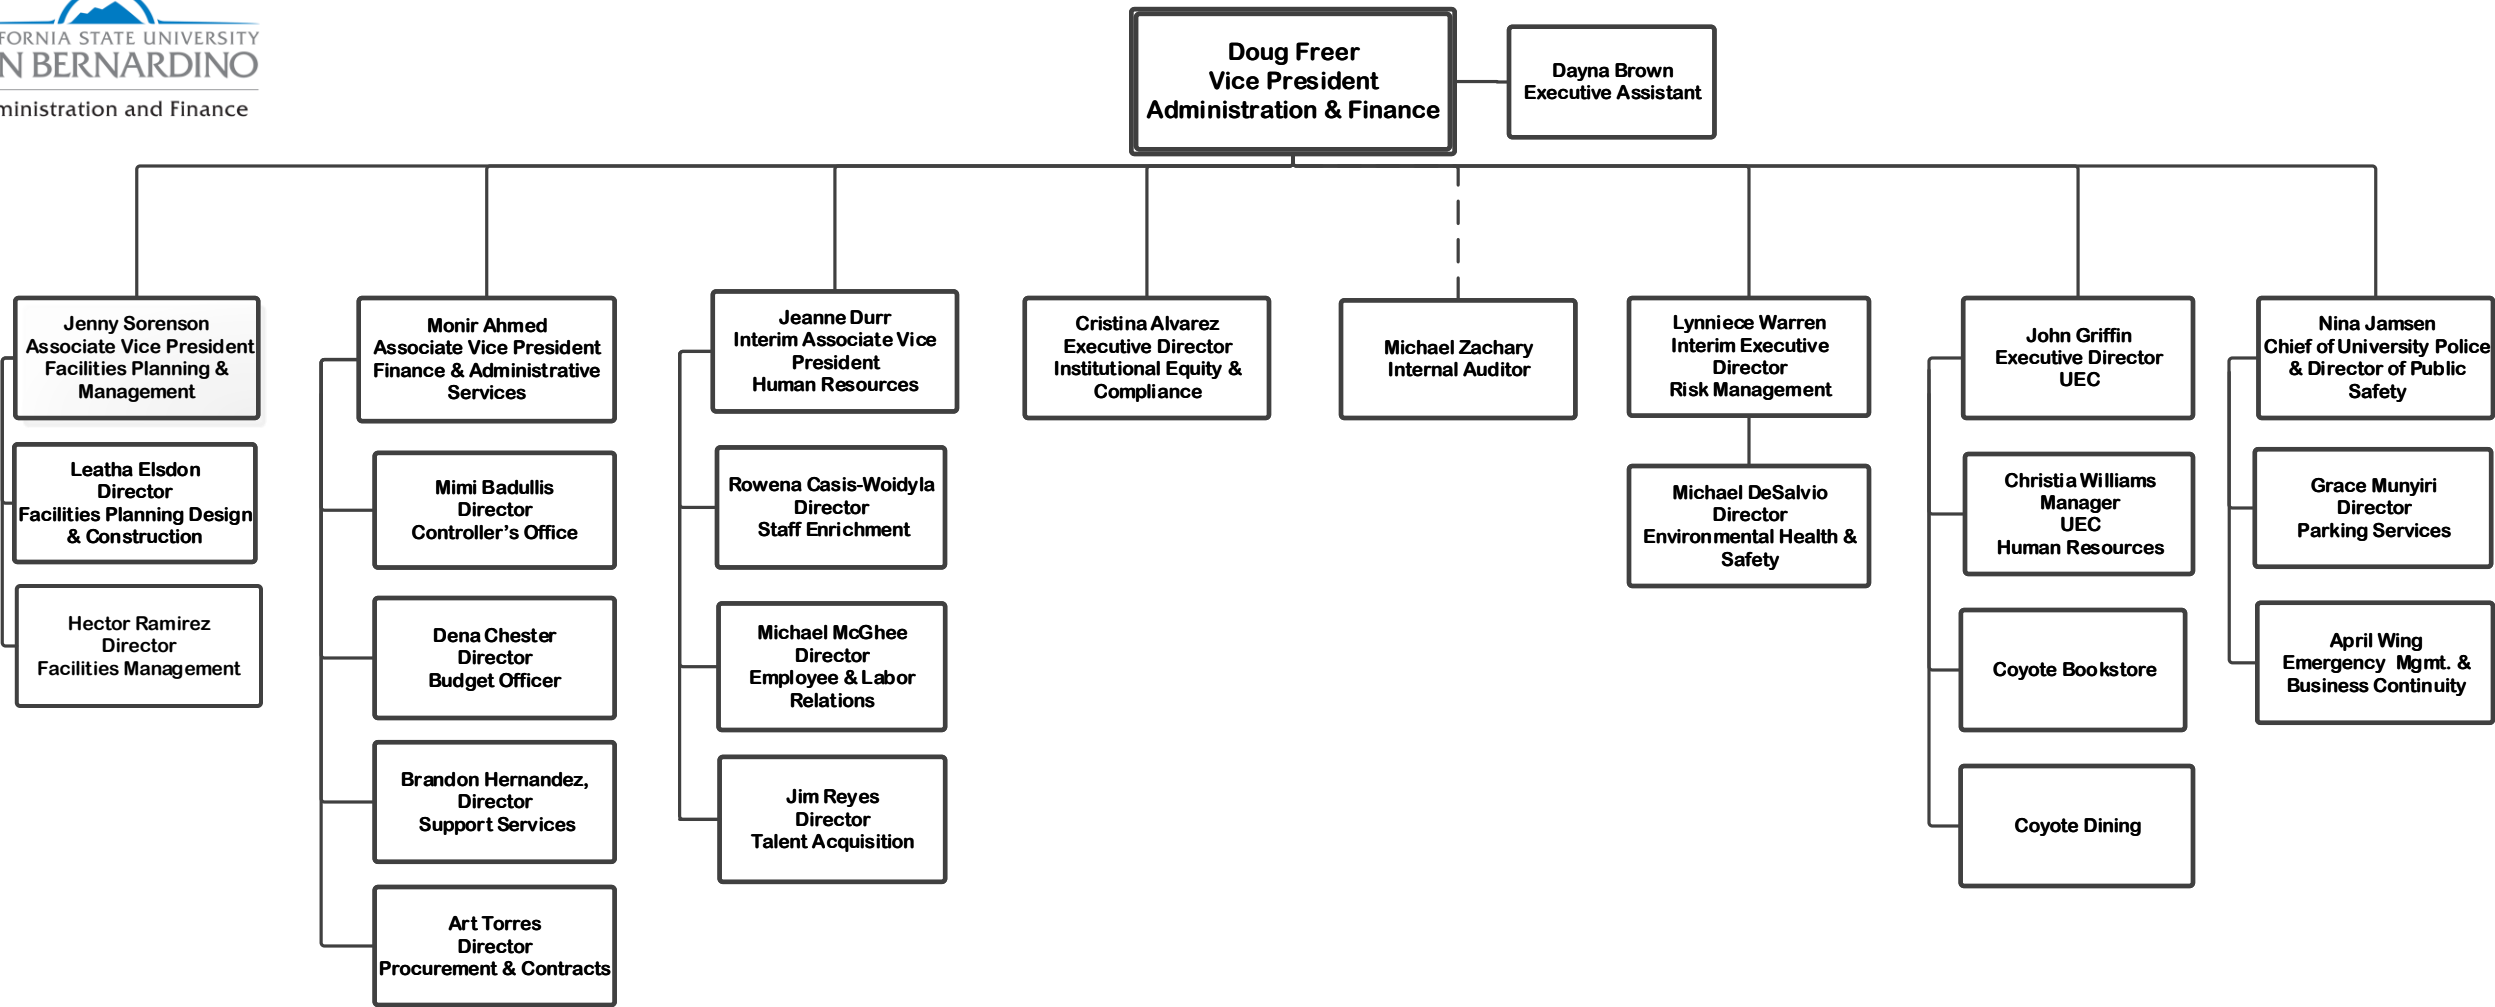 FORNIA STATE UNIVERSITY
N BERNARDINO
ministration and Finance
Doug Freer
Vice President
Administration & Finance
Dayna Brown
Executive Assistant
Jenny Sorenson
Associate Vice President
Facilities Planning &
Management
Leatha Elsdon
Director
Facilities Planning Design
& Construction
Hector Ramirez
Director
Facilities Management
Monir Ahmed
Associate Vice President
Finance & Administrative
Services
Mimi Badullis
Director
Controller’s Office
Dena Chester
Director
Budget Officer
Brandon Hernandez,
Director
Support Services
Art Torres
Director
Procurement & Contracts
Jeanne Durr
Interim Associate Vice
President
Human Resources
Rowena Casis-Woidyla
Director
Staff Enrichment
Michael McGhee
Director
Employee & Labor
Relations
Jim Reyes
Director
Talent Acquisition
Cristina Alvarez
Executive Director
Institutional Equity &
Compliance
Michael Zachary
Internal Auditor
Lynniece Warren
Interim Executive
Director
Risk Management
Michael DeSalvio
Director
Environmental Health &
Safety
John Griffin
Executive Director
UEC
Christia Williams
Manager
UEC
Human Resources
Coyote Bookstore
Coyote Dining
Nina Jamsen
Chief of University Police
& Director of Public
Safety
Grace Munyiri
Director
Parking Services
April Wing
Emergency Mgmt. &
Business Continuity